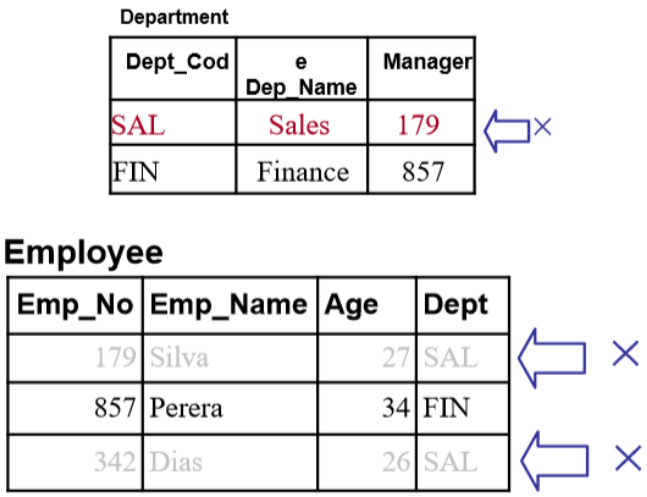 Department
Dept_Cod e Manager
Dep_Name
SAL Sales 179
FIN Finance 857
Employee
Emp_No Emp_Name Age Dept
179 Silva 27 SAL
857 Perera 34 FIN
342 Dias 26 SAL